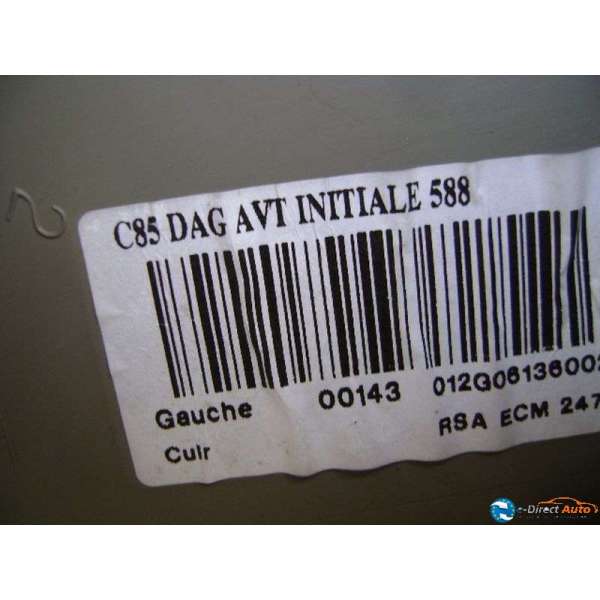 C85 DAG AVT INITIALE 588
Gauche 00143 012G06136002
Cuir RSA ECM 247
e-Direct Auto